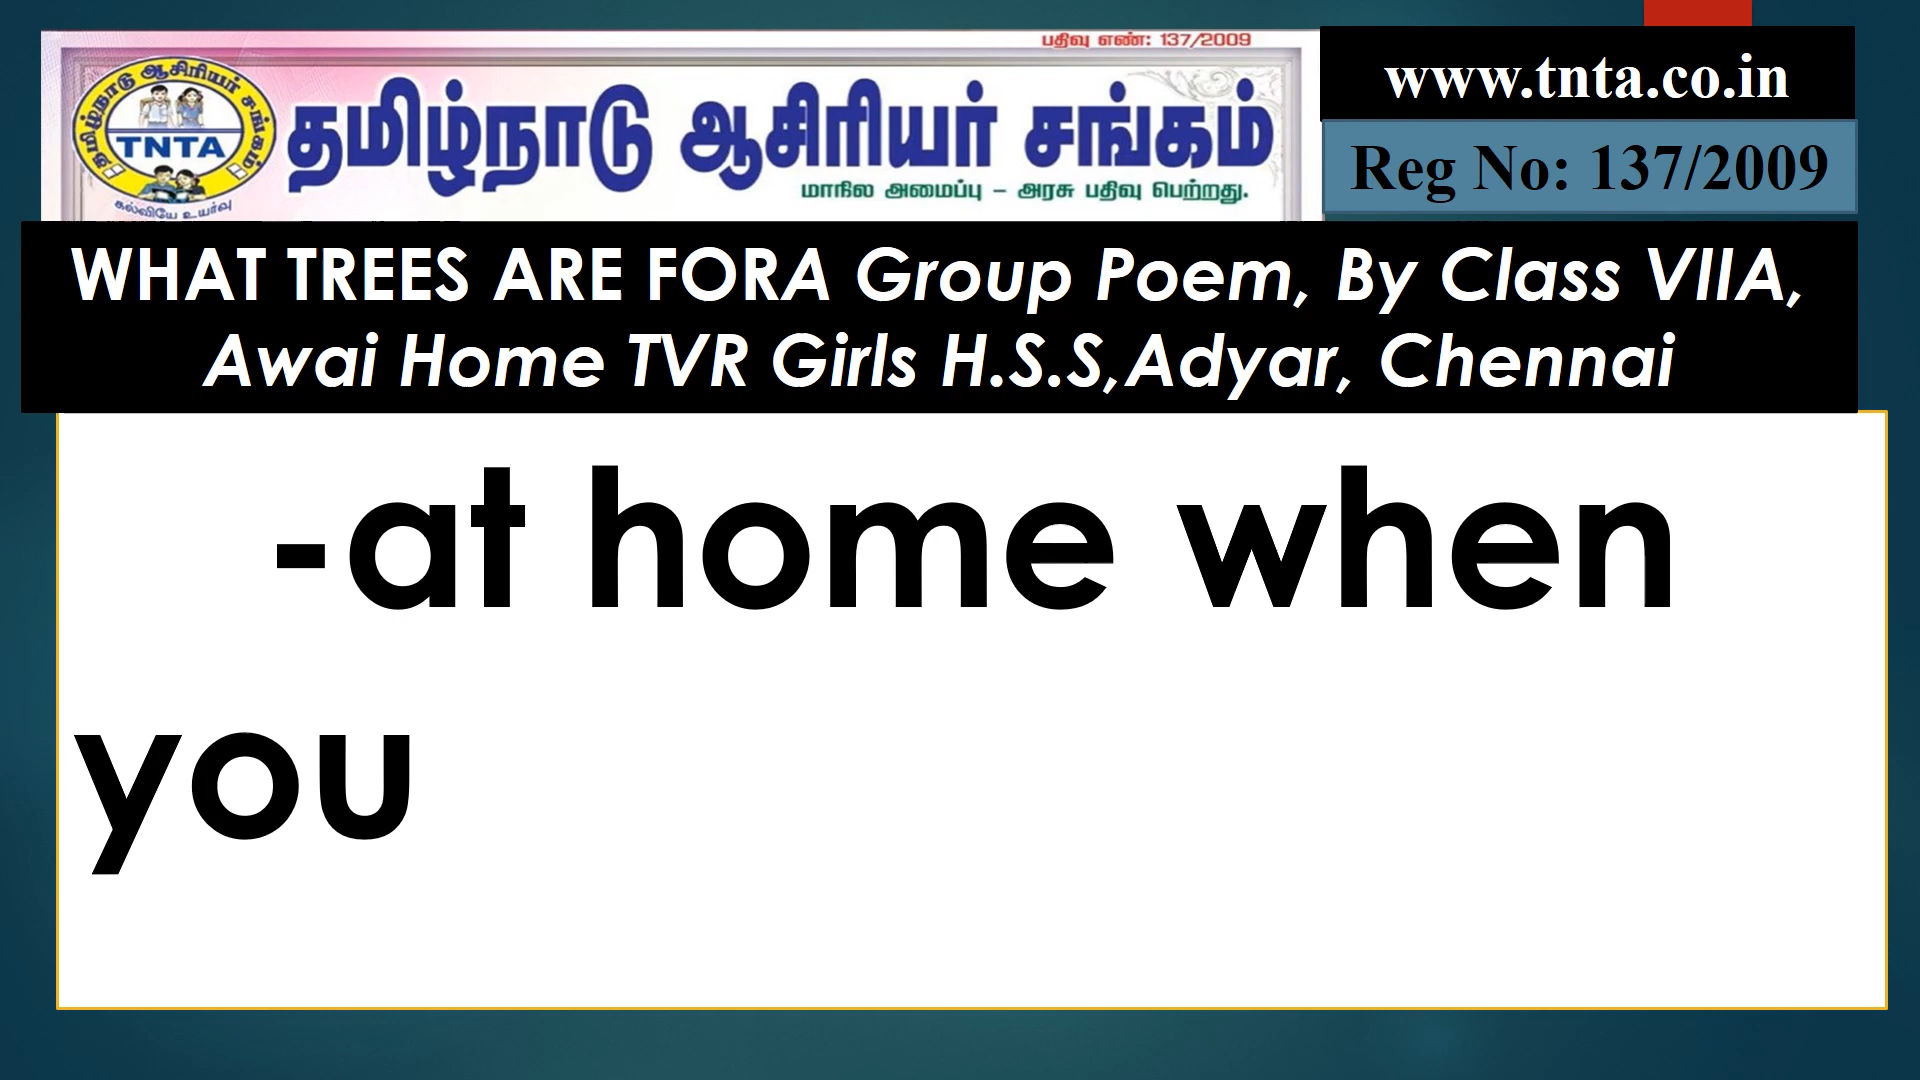 பதிவு எண்: 137/2009
www.tnta.co.in
தமிழ்நாடு ஆசிரியர் சங்கம்
TNTA
கல்வியே உயர்வு
மாநில அமைப்பு – அரசு பதிவு பெற்றது.
Reg No: 137/2009
WHAT TREES ARE FORA Group Poem, By Class VIIA,
Awai Home TVR Girls H.S.S,Adyar, Chennai
-at home when
you